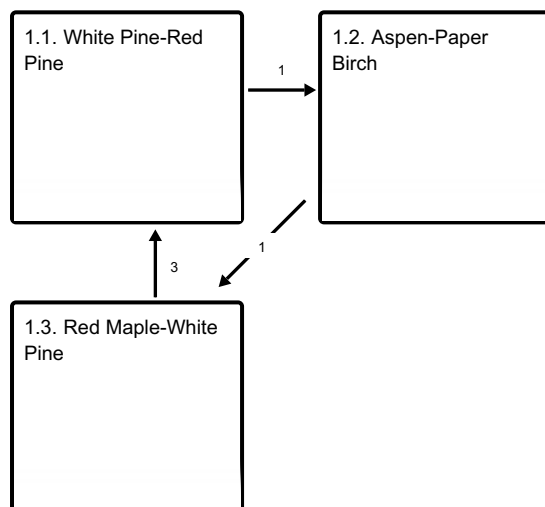 1.1. White Pine-Red
Pine
1.2. Aspen-Paper
Birch
1
1
3
1.3. Red Maple-White
Pine